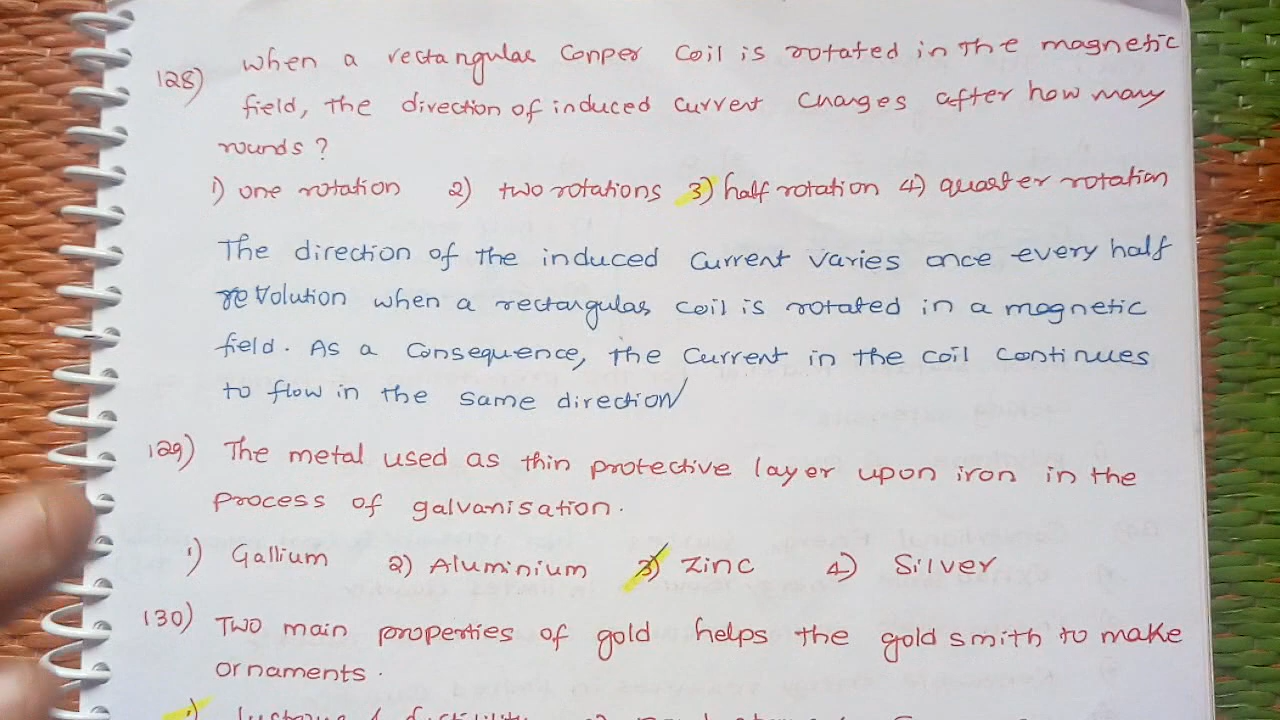 128) when a rectangular Conper Coil is rotated in the magnetic
field, the direction of induced current changes after how many
rounds?
1) one rotation 2) two rotations 3) half rotation 4) quarter rotation
The direction of the induced current varies once every half
revolution when a rectangular coil is rotated in a magnetic
field. As a Consequence, the Current in the coil continues
to flow in the same direction
129) The metal used as thin protective layer upon iron in the
process of galvanisation.
1) Gallium 2) Aluminium 3) Zinc 4) Silver
130) Two main properties of gold helps the gold smith to make
ornaments.